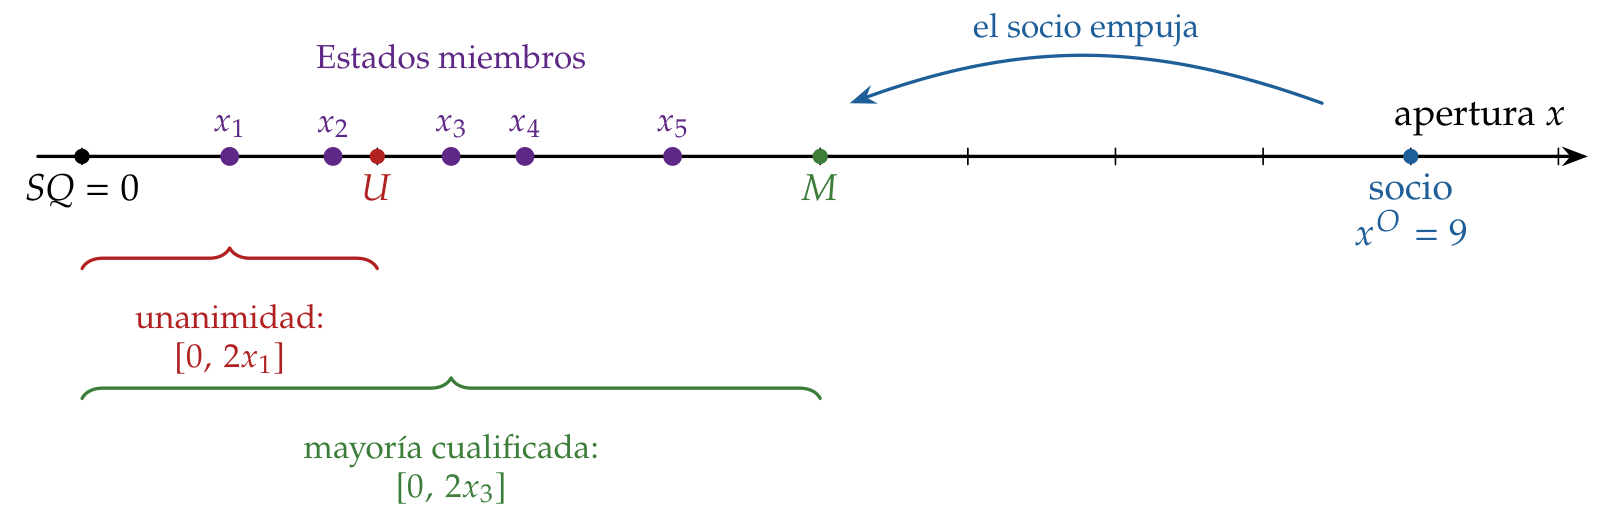 el socio empuja
Estados miembros
apertura x
x₁ x₂ x₃ x₄ x₅
SQ = 0 U M socio
x^O = 9
unanimidad:
[0, 2x₁]
mayoría cualificada:
[0, 2x₃]